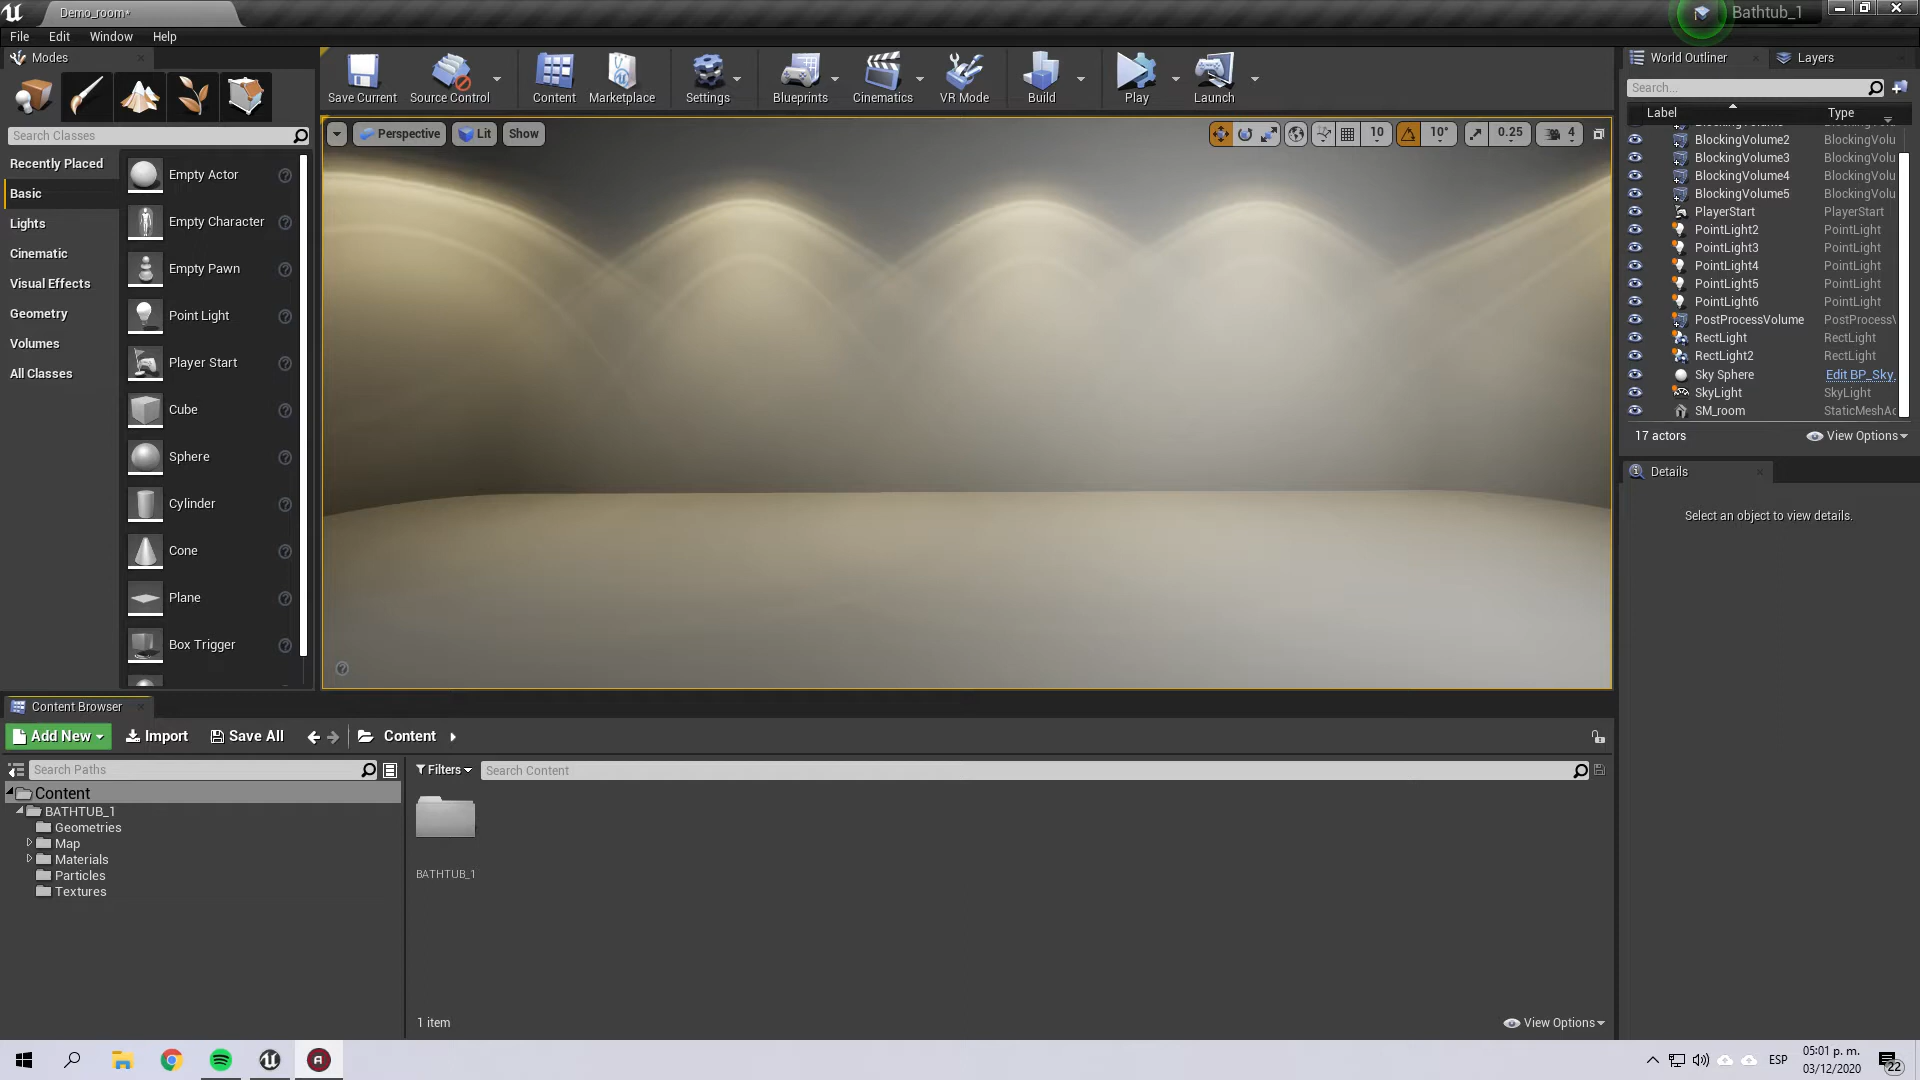 Demo_room*
Bathtub_1
File Edit Window Help
Modes
Search Classes
Recently Placed
Basic
Lights
Cinematic
Visual Effects
Geometry
Volumes
All Classes
Empty Actor
Empty Character
Empty Pawn
Point Light
Player Start
Cube
Sphere
Cylinder
Cone
Plane
Box Trigger
Save Current
Source Control
Content
Marketplace
Settings
Blueprints
Cinematics
VR Mode
Build
Play
Launch
Perspective Lit Show
10 10° 0.25 4
World Outliner Layers
Search...
Label Type
BlockingVolume2 BlockingVolu
BlockingVolume3 BlockingVolu
BlockingVolume4 BlockingVolu
BlockingVolume5 BlockingVolu
PlayerStart PlayerStart
PointLight2 PointLight
PointLight3 PointLight
PointLight4 PointLight
PointLight5 PointLight
PointLight6 PointLight
PostProcessVolume PostProcessV
RectLight RectLight
RectLight2 RectLight
Sky Sphere Edit BP_Sky
SkyLight SkyLight
SM_room StaticMeshAc
17 actors View Options
Details
Select an object to view details.
Content Browser
Add New Import Save All Content
Search Paths
Filters Search Content
Content
BATHTUB_1
Geometries
Map
Materials
Particles
Textures
BATHTUB_1
1 item
View Options
ESP
05:01 p. m.
03/12/2020
22